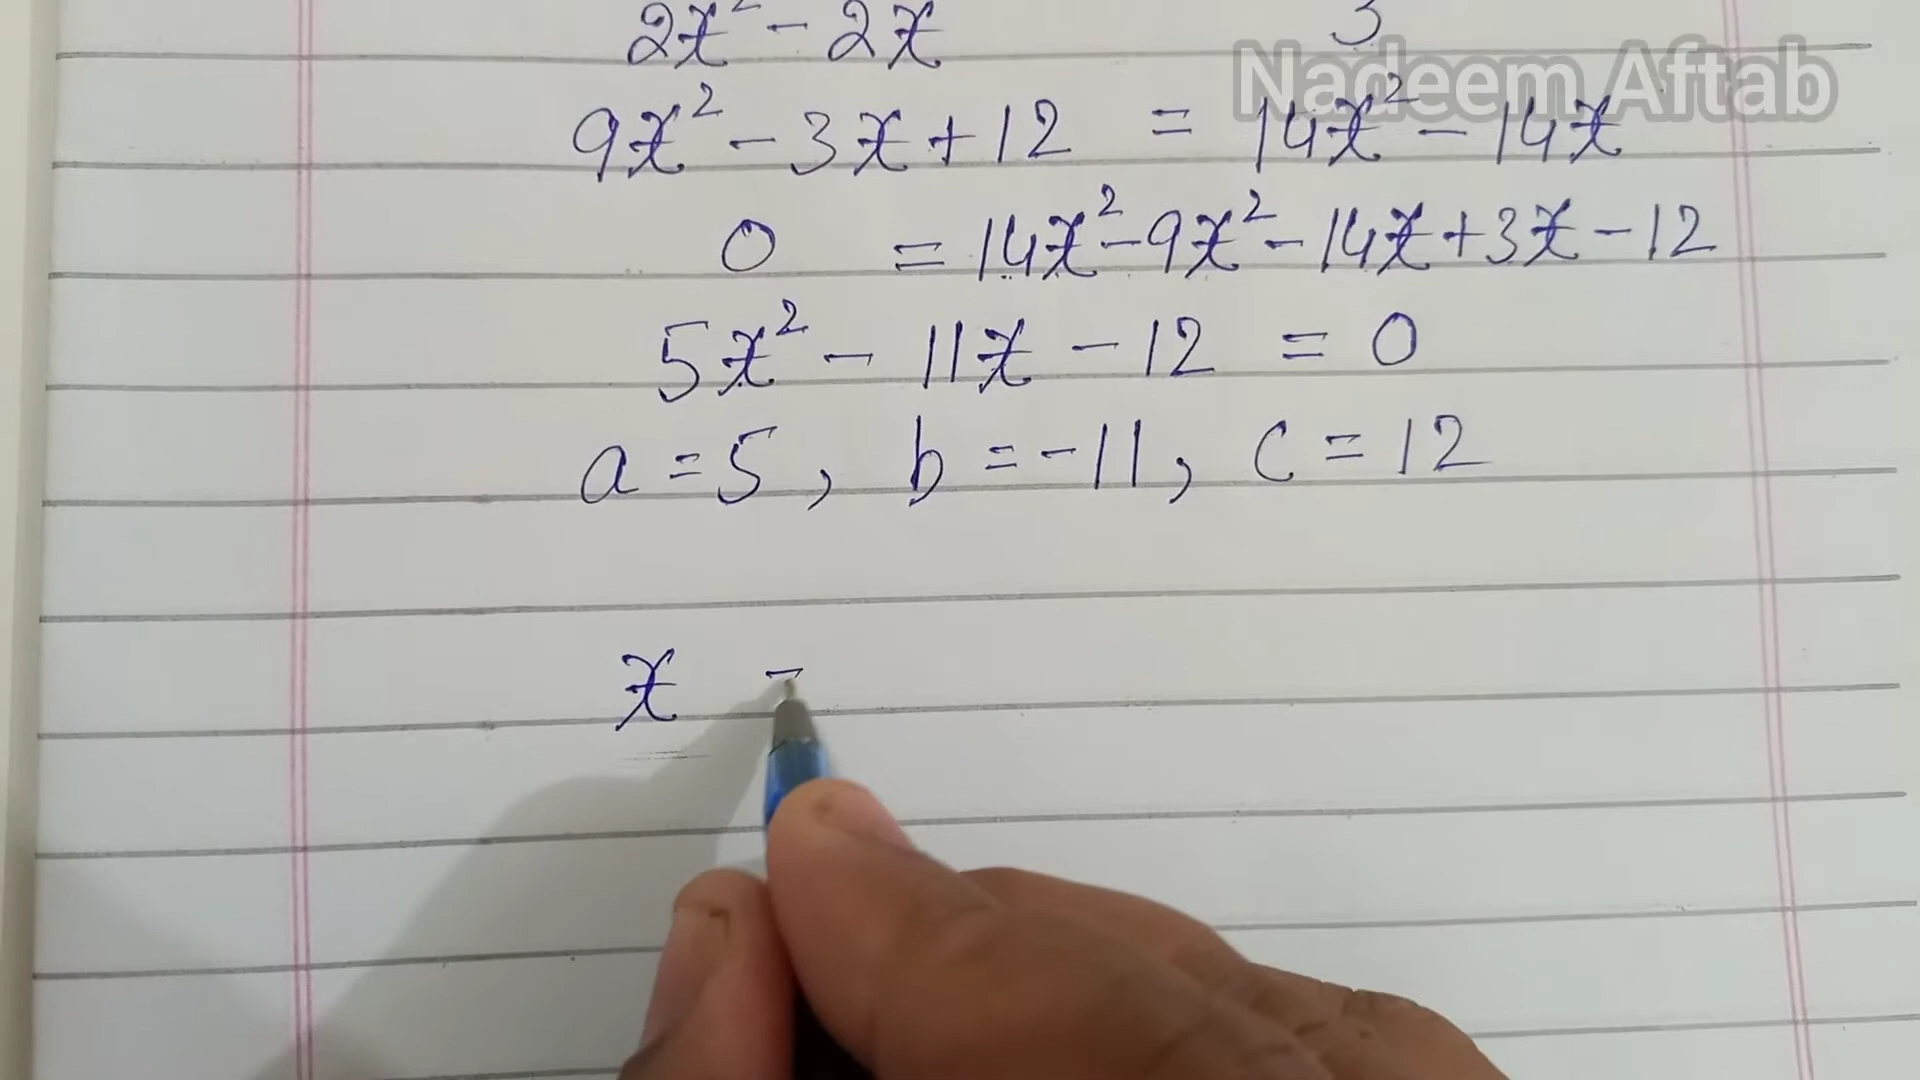 2x² - 2x 3
Nadeem Aftab
9x² - 3x + 12 = 14x² - 14x
0 = 14x² - 9x² - 14x + 3x - 12
5x² - 11x - 12 = 0
a = 5 , b = -11 , c = 12
x -